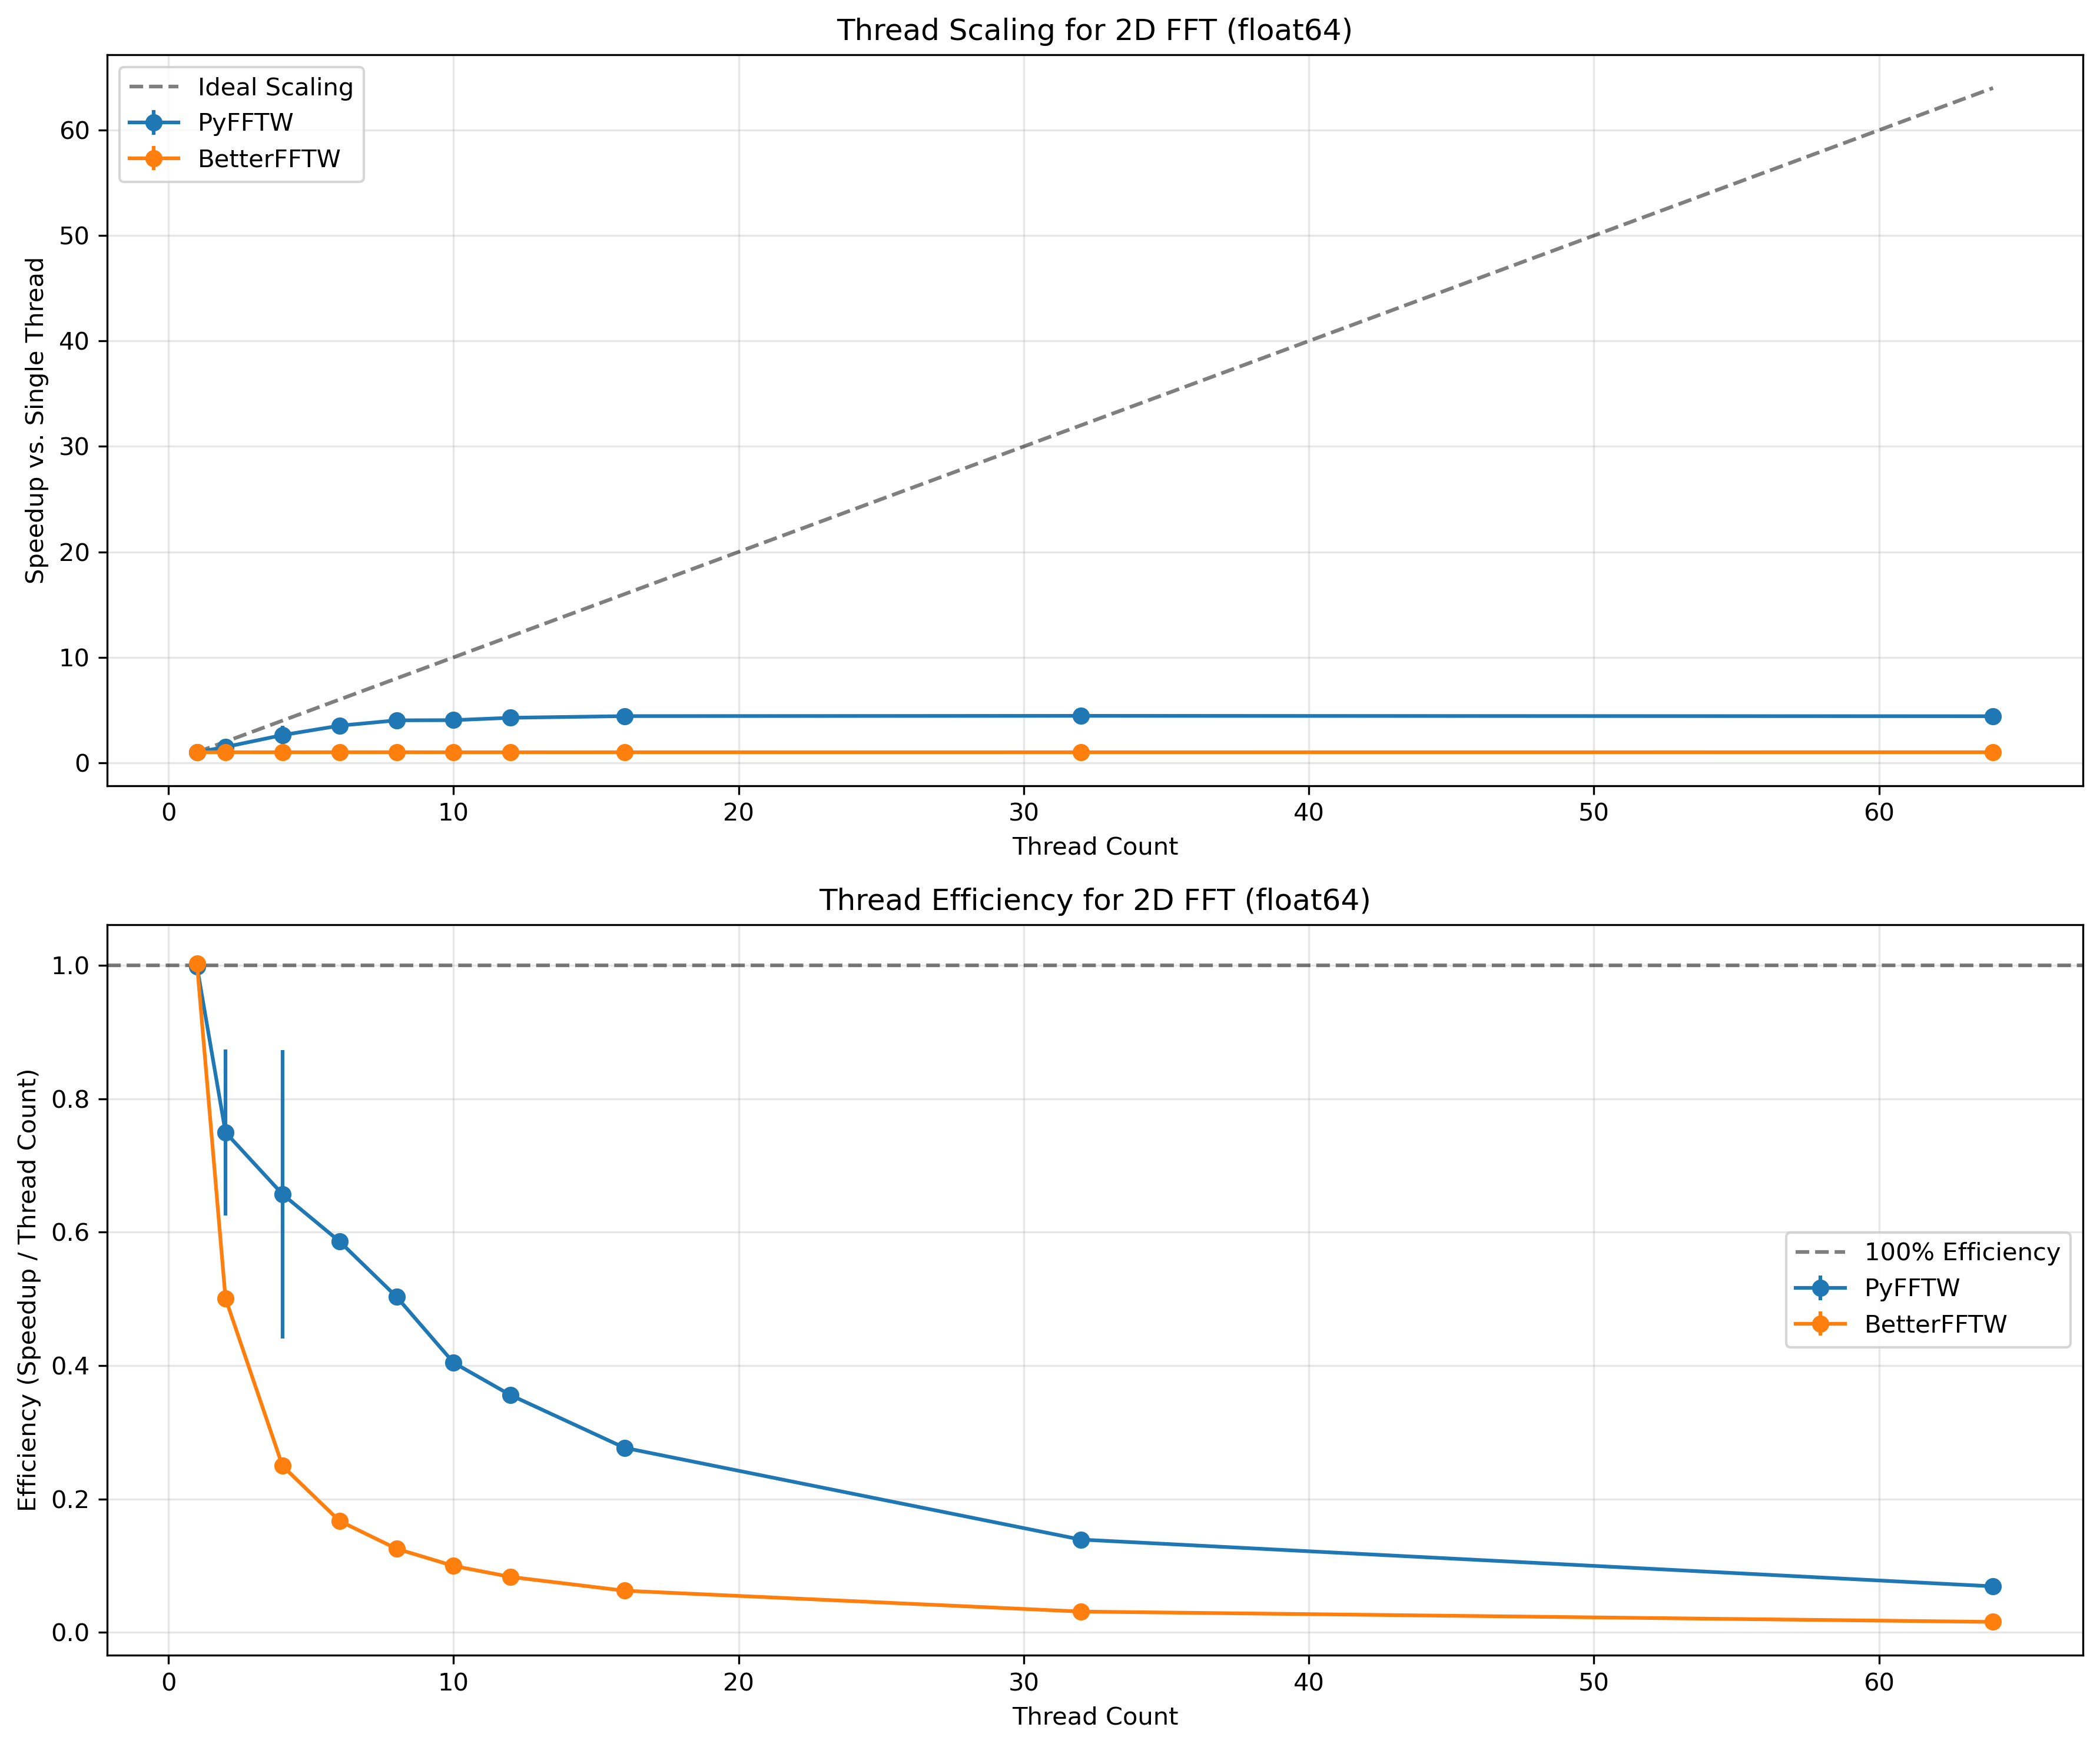 Thread Scaling for 2D FFT (float64)
Ideal Scaling
PyFFTW
BetterFFTW
Speedup vs. Single Thread
60
50
40
30
20
10
0
0 10 20 30 40 50 60
Thread Count
Thread Efficiency for 2D FFT (float64)
Efficiency (Speedup / Thread Count)
1.0
0.8
0.6
0.4
0.2
0.0
100% Efficiency
PyFFTW
BetterFFTW
0 10 20 30 40 50 60
Thread Count